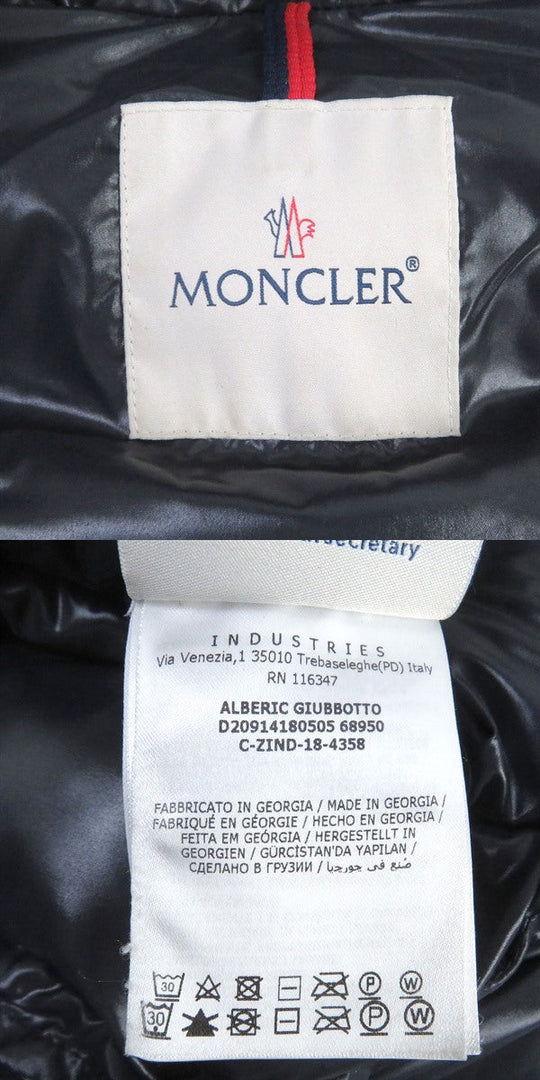 MONCLER®
secretary
INDUSTRIES
Via Venezia,1 35010 Trebaseleghe(PD) Italy
RN 116347
ALBERIC GIUBBOTTO
D20914180505 68950
C-ZIND-18-4358
FABBRICATO IN GEORGIA / MADE IN GEORGIA /
FABRIQUÉ EN GÉORGIE / HECHO EN GEORGIA /
FEITA EM GEÓRGIA / HERGESTELLT IN
GEORGIEN / GÜRCİSTAN'DA YAPILAN /
СДЕЛАНО В ГРУЗИИ / صُنع في جورجيا
30 P W
30 P W